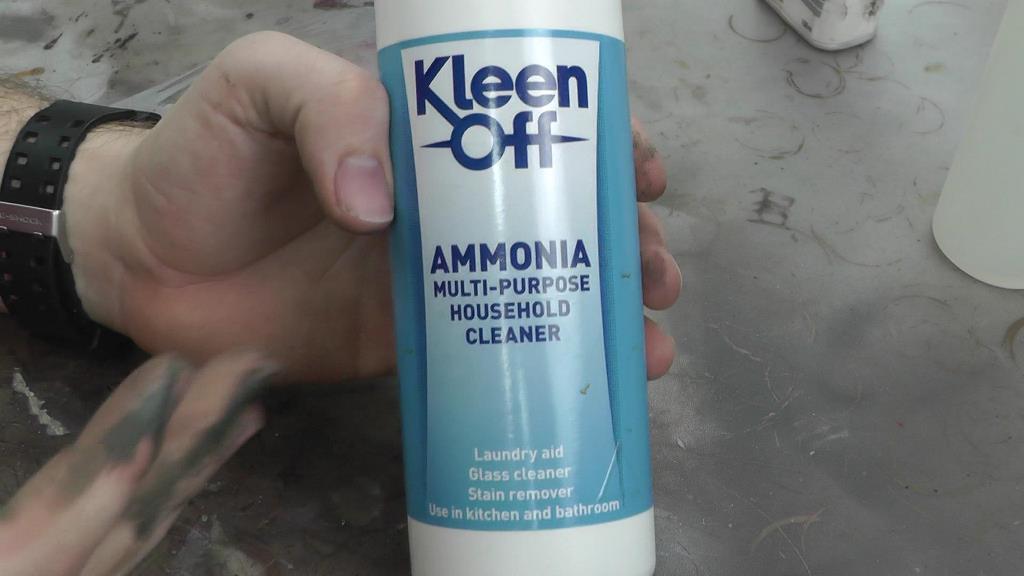 Kleen
Off
AMMONIA
MULTI-PURPOSE
HOUSEHOLD
CLEANER
Laundry aid
Glass cleaner
Stain remover
Use in kitchen and bathroom